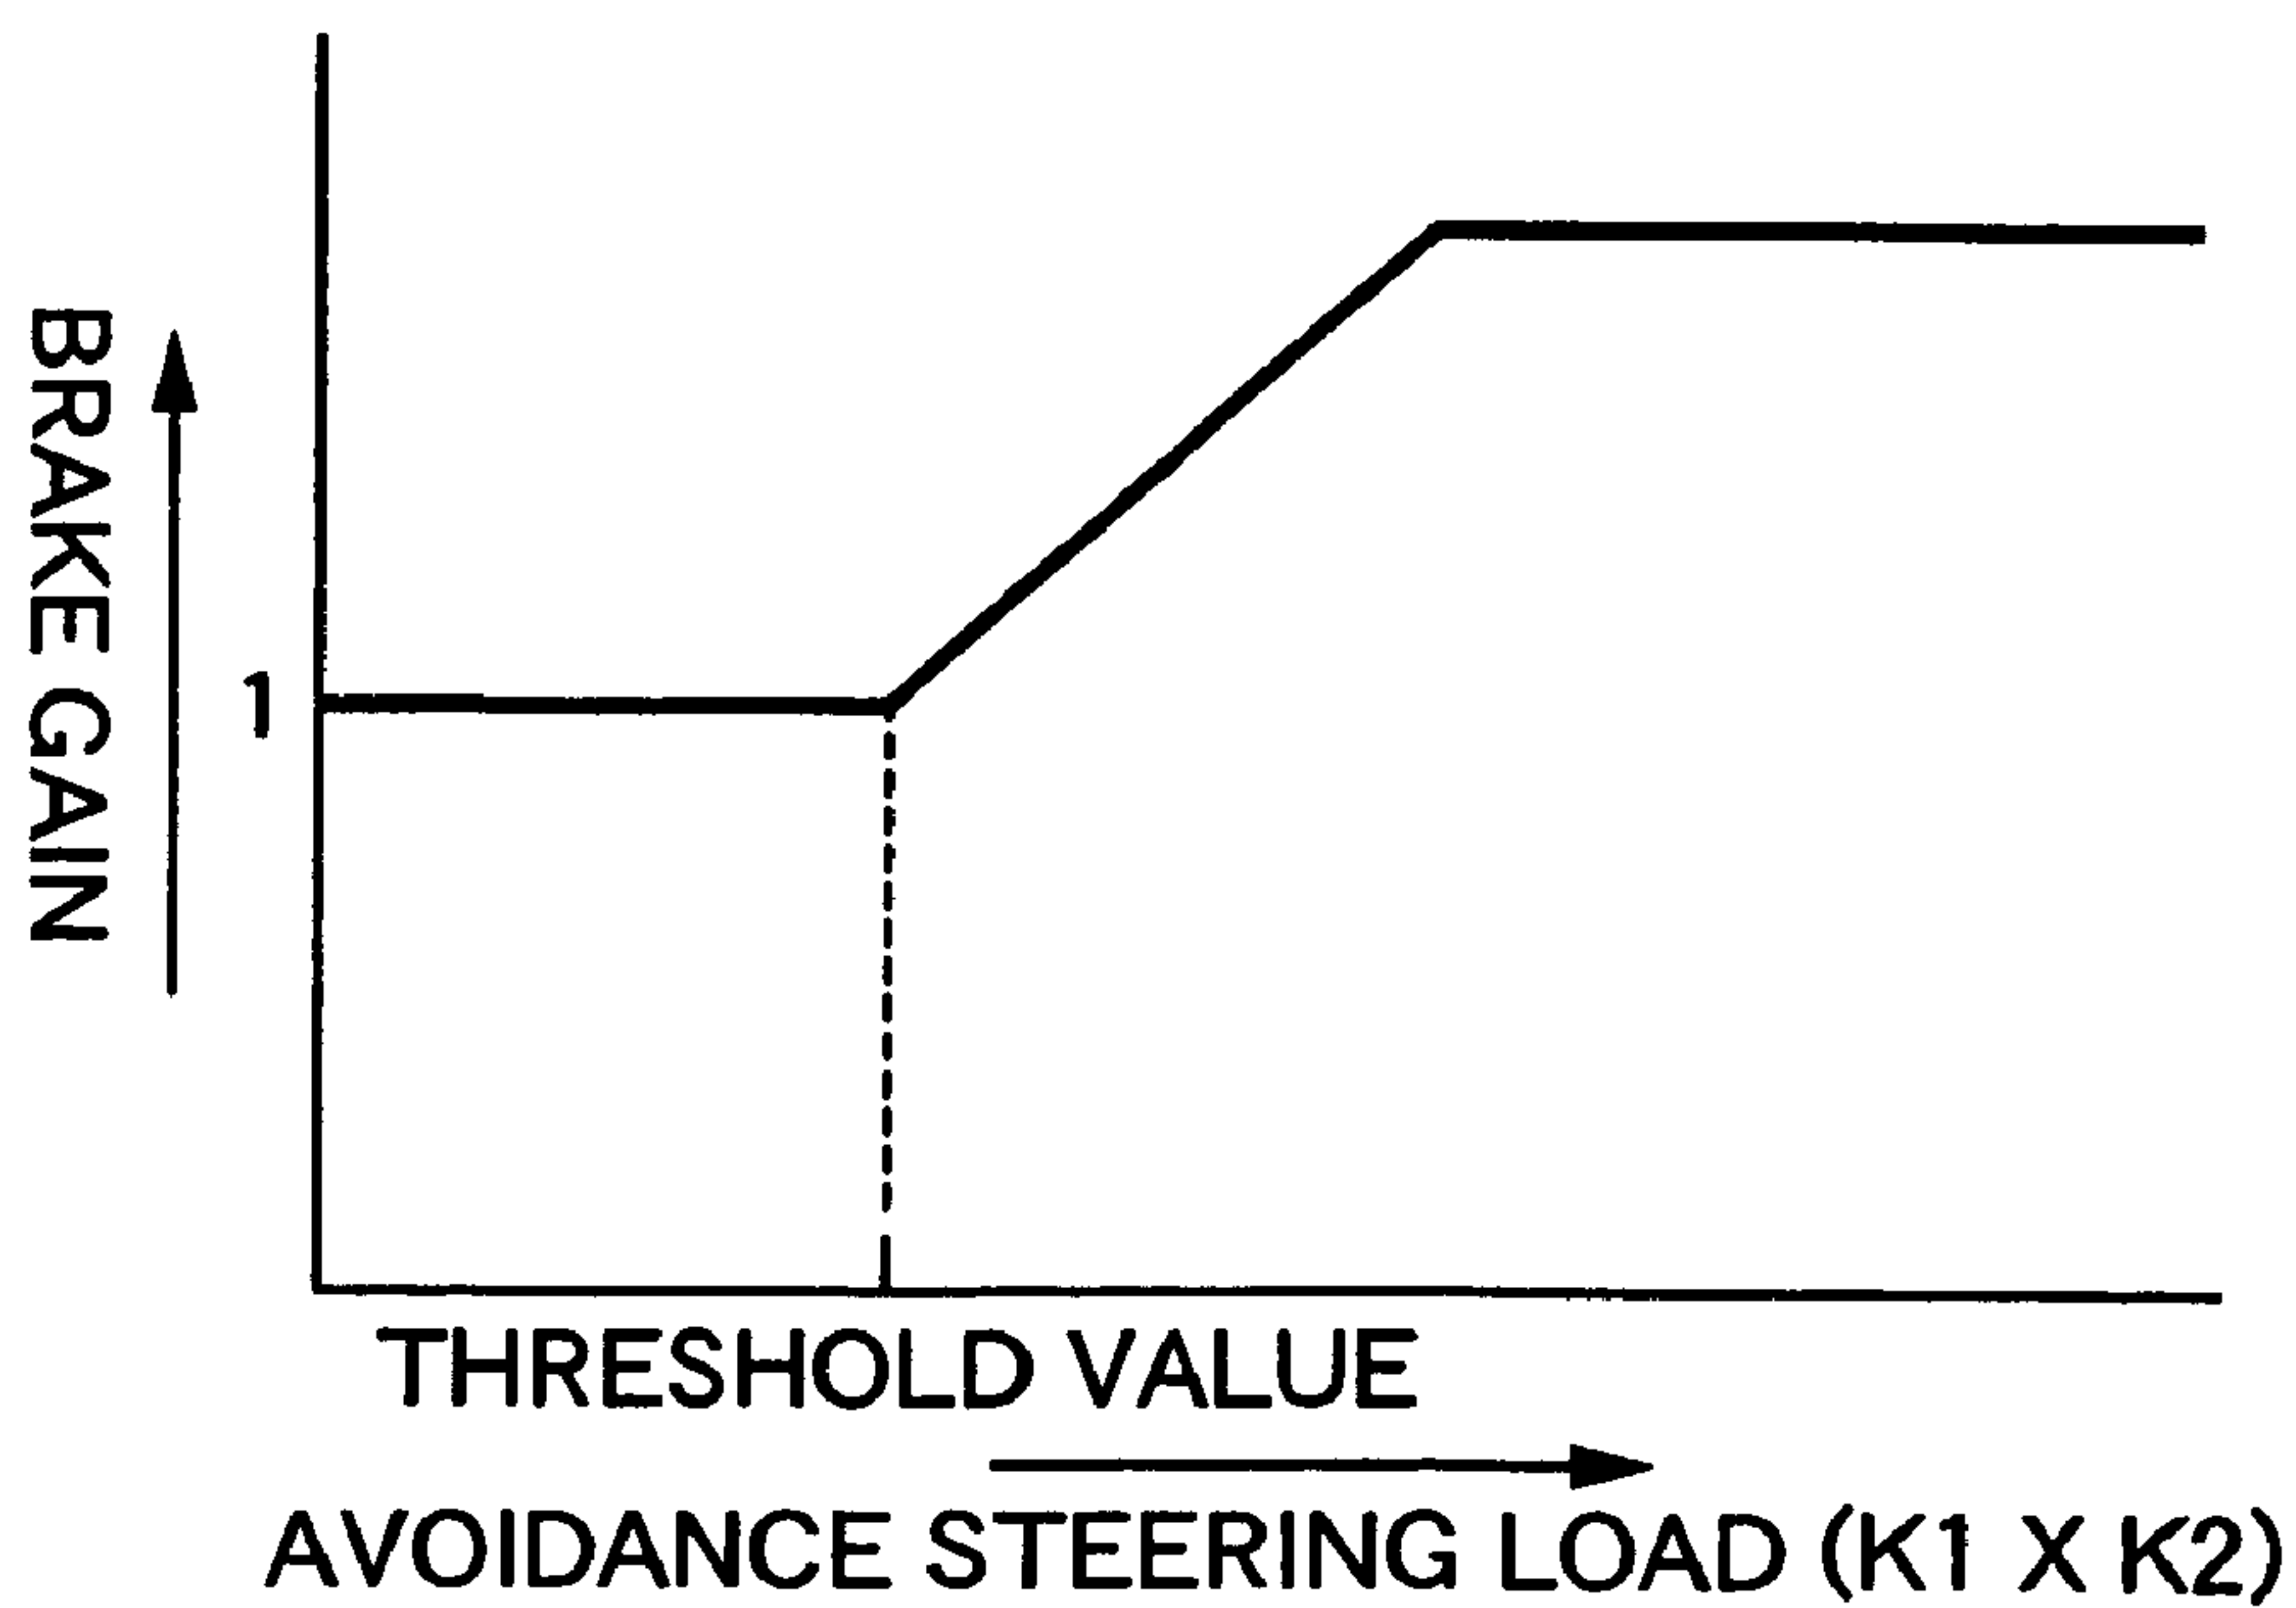 BRAKE GAIN
1
THRESHOLD VALUE
AVOIDANCE STEERING LOAD (K1 X K2)